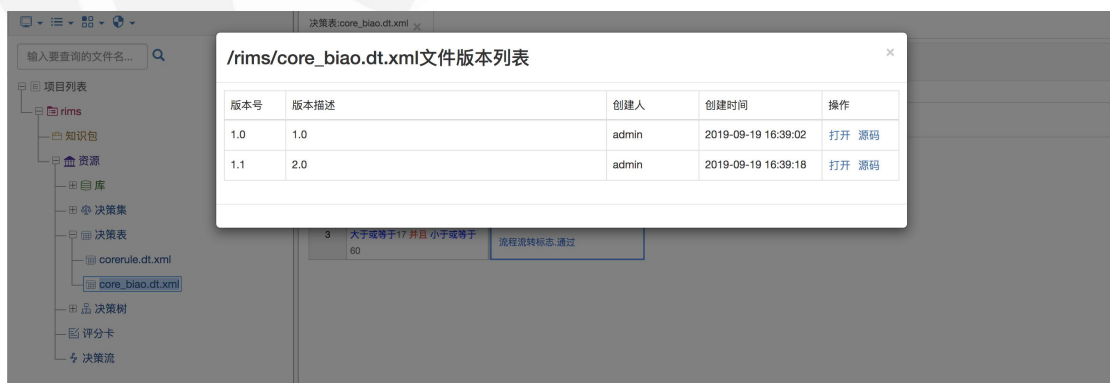 决策表:core_biao.dt.xml ×
输入要查询的文件名...
项目列表
rims
知识包
资源
库
决策集
决策表
corerule.dt.xml
core_biao.dt.xml
决策树
评分卡
决策流
/rims/core_biao.dt.xml文件版本列表 ×
版本号 版本描述 创建人 创建时间 操作
1.0 1.0 admin 2019-09-19 16:39:02 打开 源码
1.1 2.0 admin 2019-09-19 16:39:18 打开 源码
3 大于或等于17 并且 小于或等于
60
流程流转标志.通过